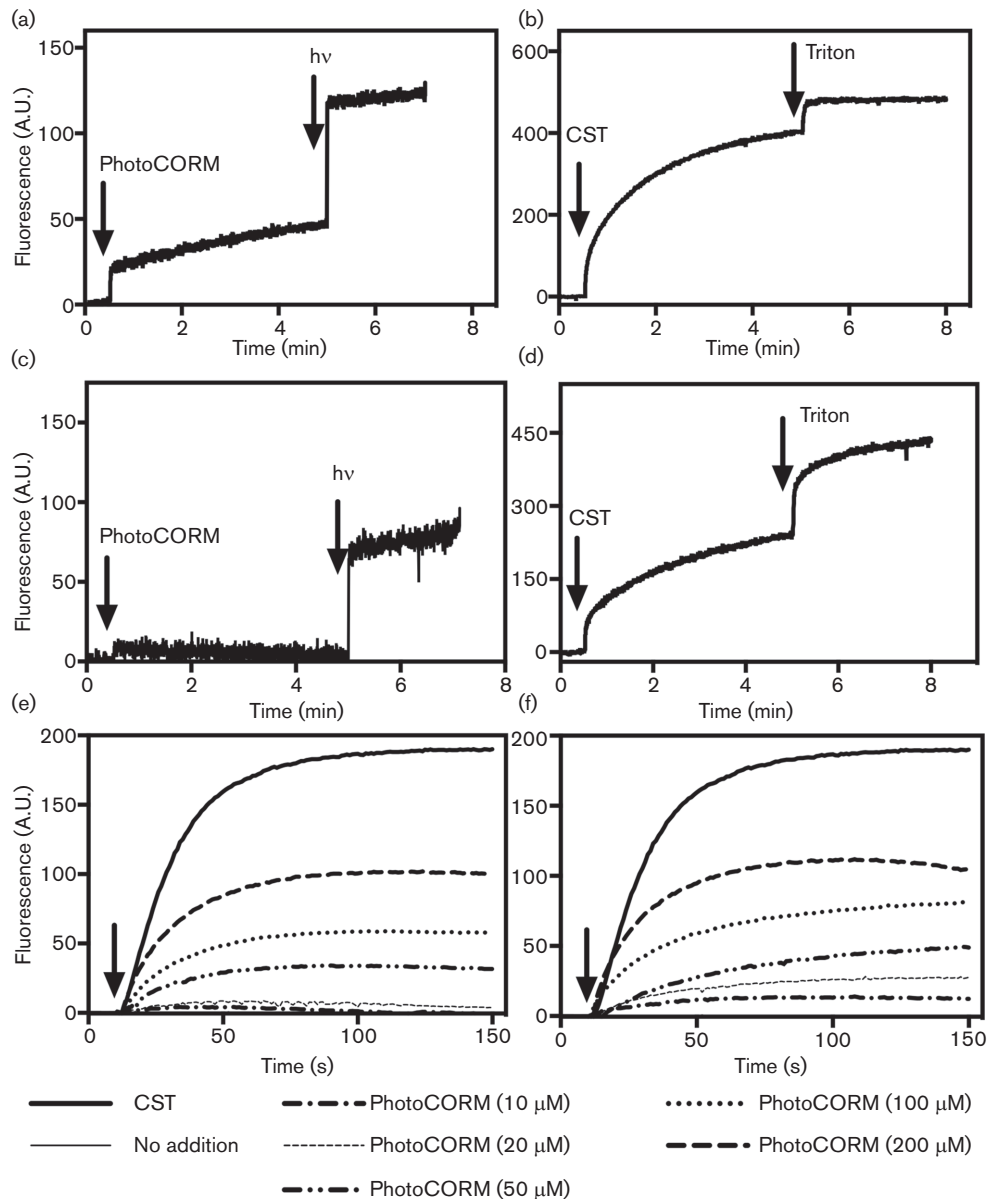 (a)
150
100
50
0
0 2 4 6 8
Fluorescence (A.U.)
Time (min)
PhotoCORM
hν
(b)
600
400
200
0
0 2 4 6 8
Time (min)
CST
Triton
(c)
150
100
50
0
0 2 4 6 8
Fluorescence (A.U.)
Time (min)
PhotoCORM
hν
(d)
450
300
150
0
0 2 4 6 8
Time (min)
CST
Triton
(e)
200
150
100
50
0
0 50 100 150
Fluorescence (A.U.)
Time (s)
(f)
200
150
100
50
0
0 50 100 150
Time (s)
CST
PhotoCORM (10 μM)
PhotoCORM (100 μM)
No addition
PhotoCORM (20 μM)
PhotoCORM (200 μM)
PhotoCORM (50 μM)